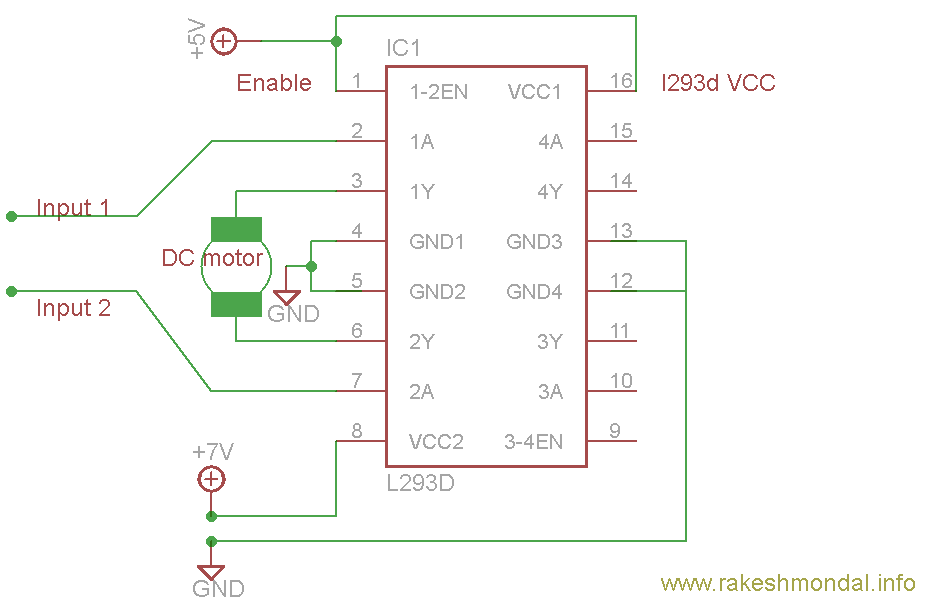 +5V
IC1
Enable
1
1-2EN
VCC1
16
I293d VCC
2
1A
4A
15
3
1Y
4Y
14
Input 1
4
GND1
GND3
13
DC motor
5
GND2
GND4
12
GND
Input 2
6
2Y
3Y
11
7
2A
3A
10
8
VCC2
3-4EN
9
+7V
L293D
GND
www.rakeshmondal.info